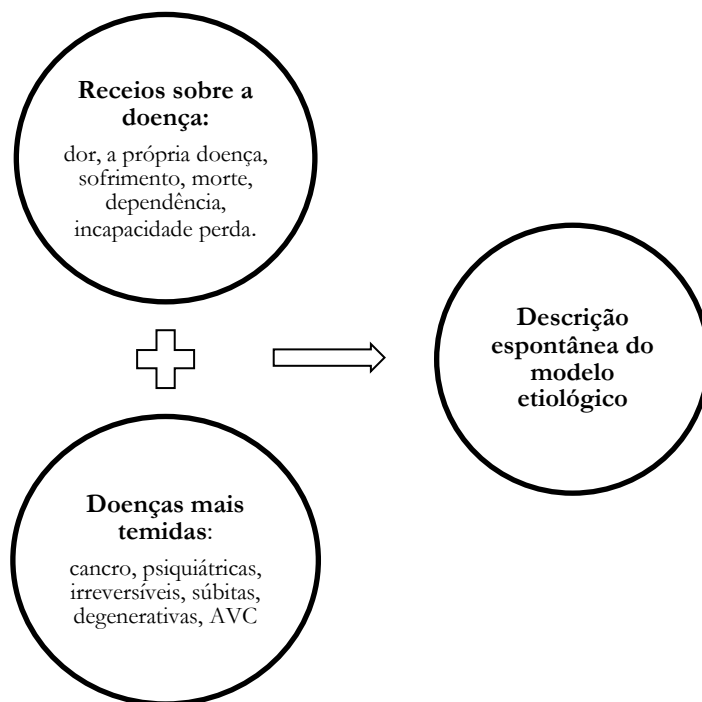 Receios sobre a
doença:
dor, a própria doença,
sofrimento, morte,
dependência,
incapacidade perda.
Descrição
espontânea do
modelo
etiológico
Doenças mais
temidas:
cancro, psiquiátricas,
irreversíveis, súbitas,
degenerativas, AVC